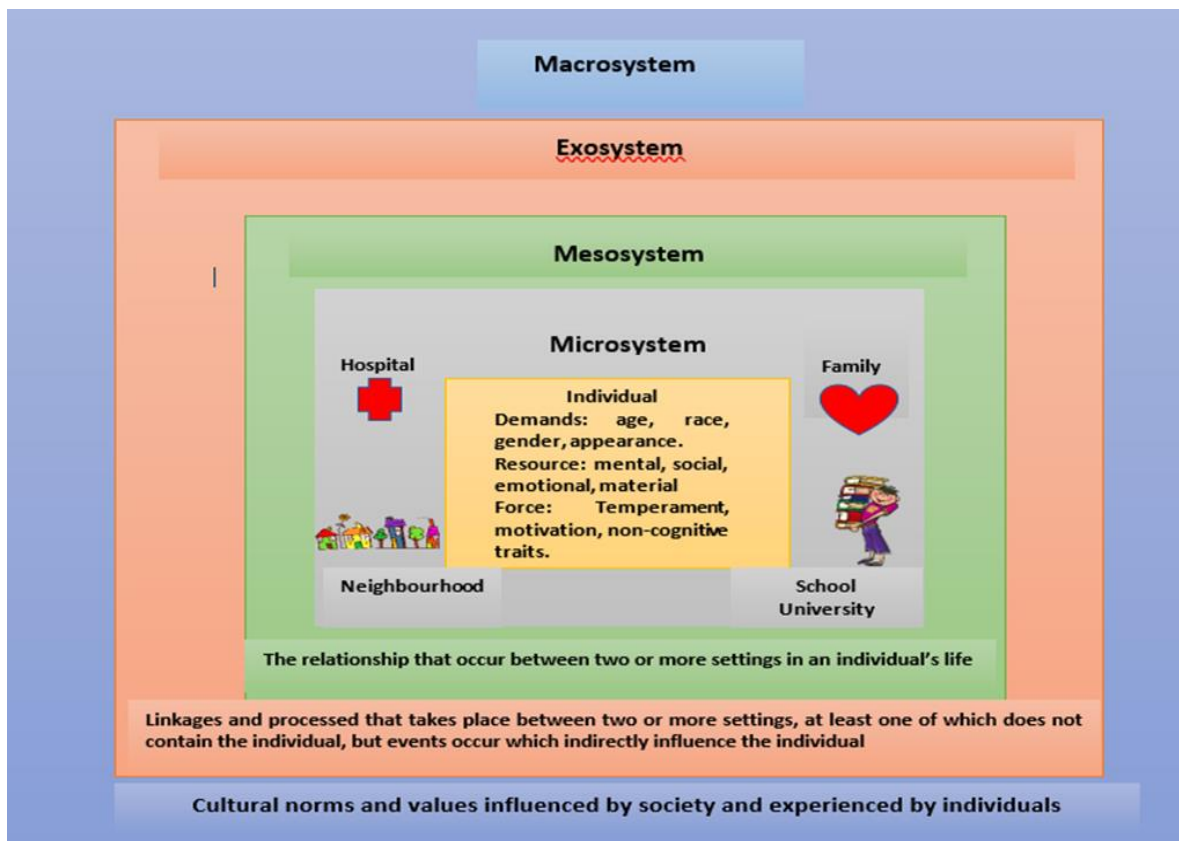 Macrosystem
Exosystem
Mesosystem
Microsystem
Hospital
Family
Individual
Demands: age, race,
gender, appearance.
Resource: mental, social,
emotional, material
Force: Temperament,
motivation, non-cognitive
traits.
Neighbourhood
School
University
The relationship that occur between two or more settings in an individual's life
Linkages and processed that takes place between two or more settings, at least one of which does not
contain the individual, but events occur which indirectly influence the individual
Cultural norms and values influenced by society and experienced by individuals